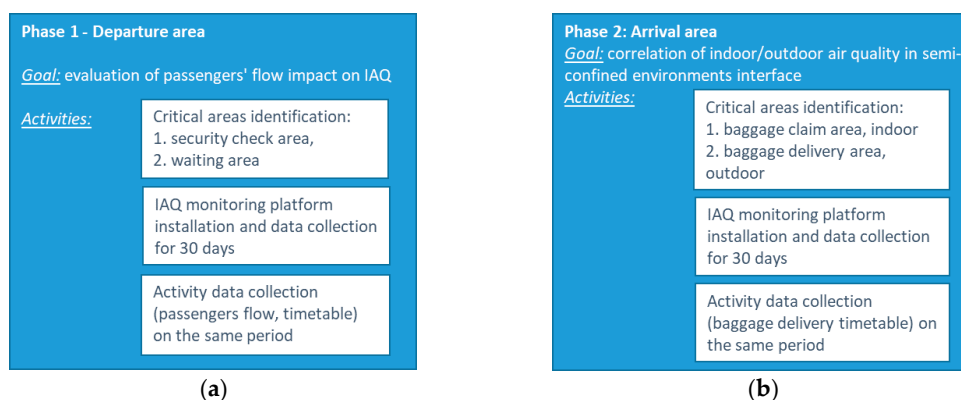 Phase 1 - Departure area
Goal: evaluation of passengers' flow impact on IAQ
Activities:
Critical areas identification:
1. security check area,
2. waiting area
IAQ monitoring platform
installation and data collection
for 30 days
Activity data collection
(passengers flow, timetable)
on the same period
(a)
Phase 2: Arrival area
Goal: correlation of indoor/outdoor air quality in semi-
confined environments interface
Activities:
Critical areas identification:
1. baggage claim area, indoor
2. baggage delivery area,
outdoor
IAQ monitoring platform
installation and data collection
for 30 days
Activity data collection
(baggage delivery timetable) on
the same period
(b)